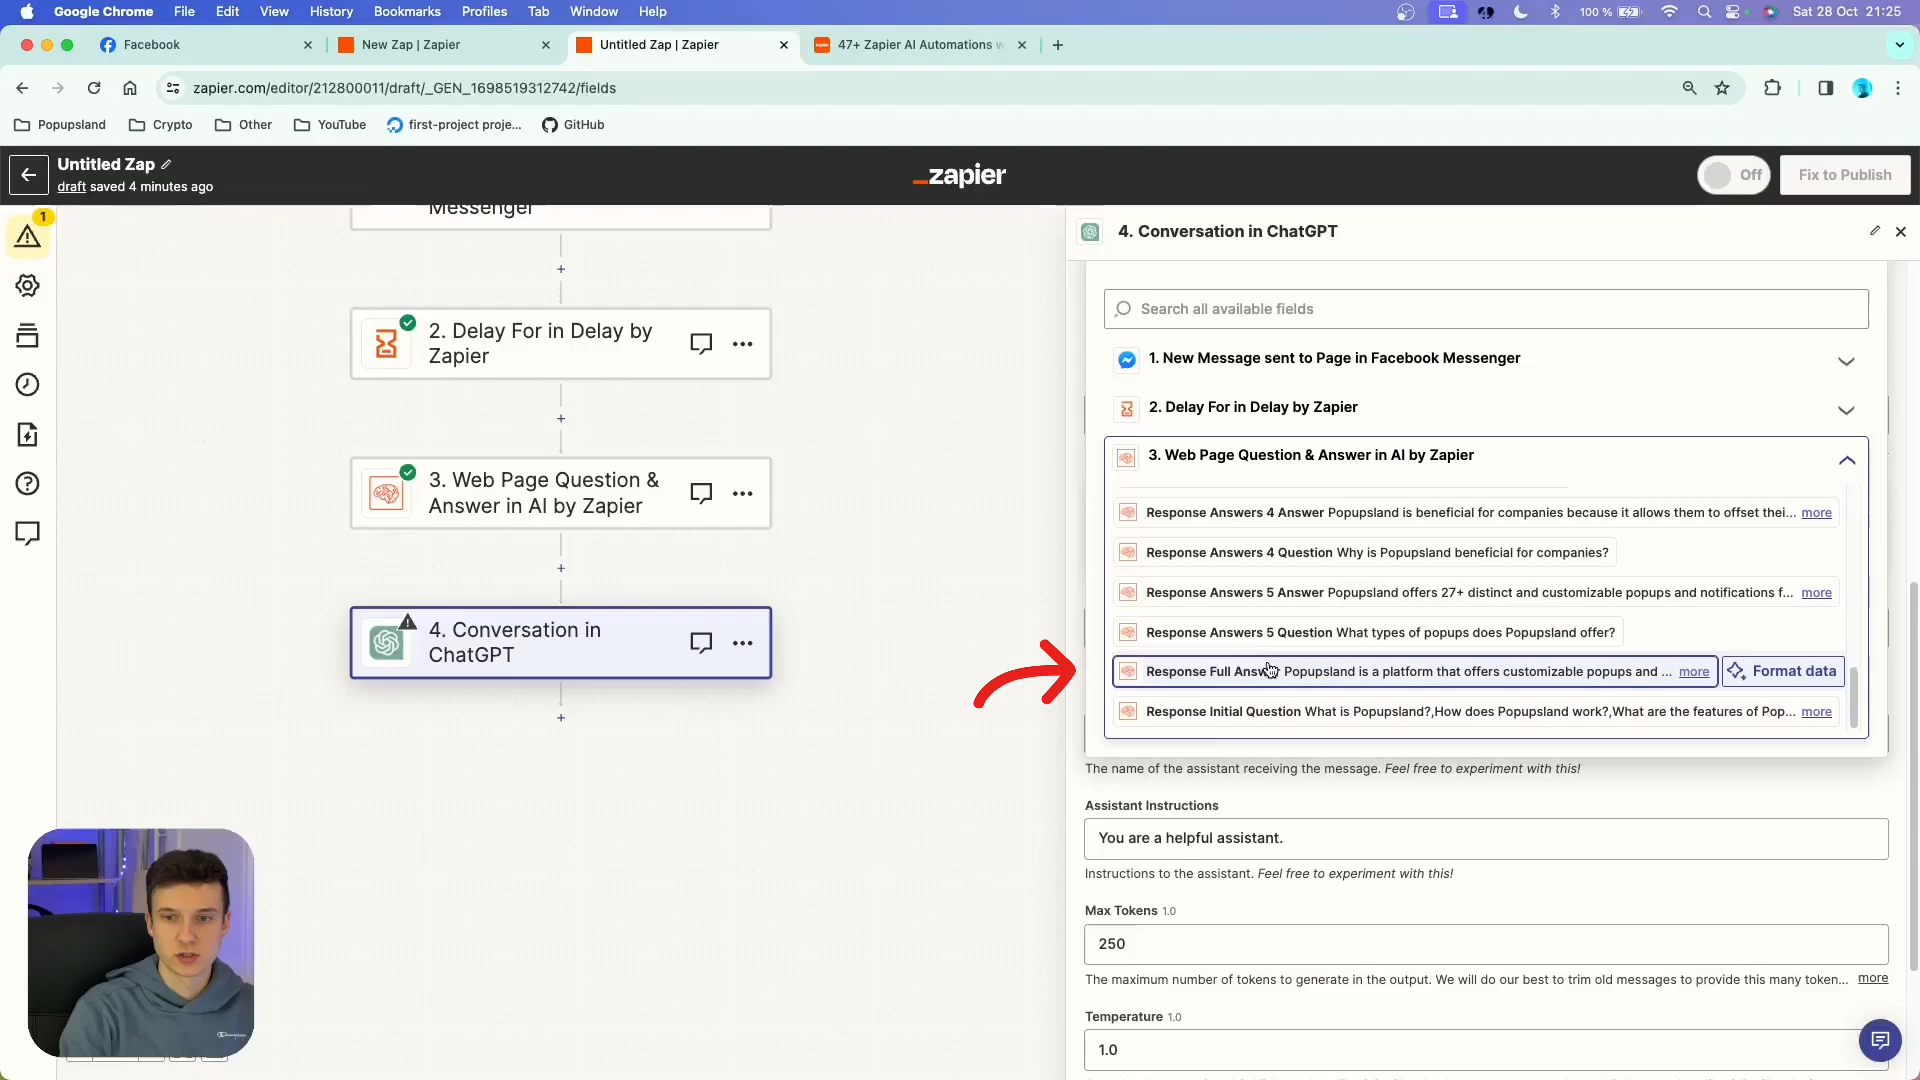 Google Chrome File Edit View History Bookmarks Profiles Tab Window Help
100 % Sat 28 Oct 21:25
Facebook
New Zap | Zapier
Untitled Zap | Zapier
47+ Zapier AI Automations
zapier.com/editor/212800011/draft/_GEN_1698519312742/fields
Popupsland Crypto Other YouTube first-project proje... GitHub
Untitled Zap
draft saved 4 minutes ago
_zapier
Off
Fix to Publish
1
Messenger
2. Delay For in Delay by
Zapier
3. Web Page Question &
Answer in AI by Zapier
4. Conversation in
ChatGPT
4. Conversation in ChatGPT
Search all available fields
1. New Message sent to Page in Facebook Messenger
2. Delay For in Delay by Zapier
3. Web Page Question & Answer in AI by Zapier
Response Answers 4 Answer Popupsland is beneficial for companies because it allows them to offset thei... more
Response Answers 4 Question Why is Popupsland beneficial for companies?
Response Answers 5 Answer Popupsland offers 27+ distinct and customizable popups and notifications f... more
Response Answers 5 Question What types of popups does Popupsland offer?
Response Full Answer Popupsland is a platform that offers customizable popups and ... more
Format data
Response Initial Question What is Popupsland?,How does Popupsland work?,What are the features of Pop... more
The name of the assistant receiving the message. Feel free to experiment with this!
Assistant Instructions
You are a helpful assistant.
Instructions to the assistant. Feel free to experiment with this!
Max Tokens 1.0
250
The maximum number of tokens to generate in the output. We will do our best to trim old messages to provide this many token... more
Temperature 1.0
1.0
Champion